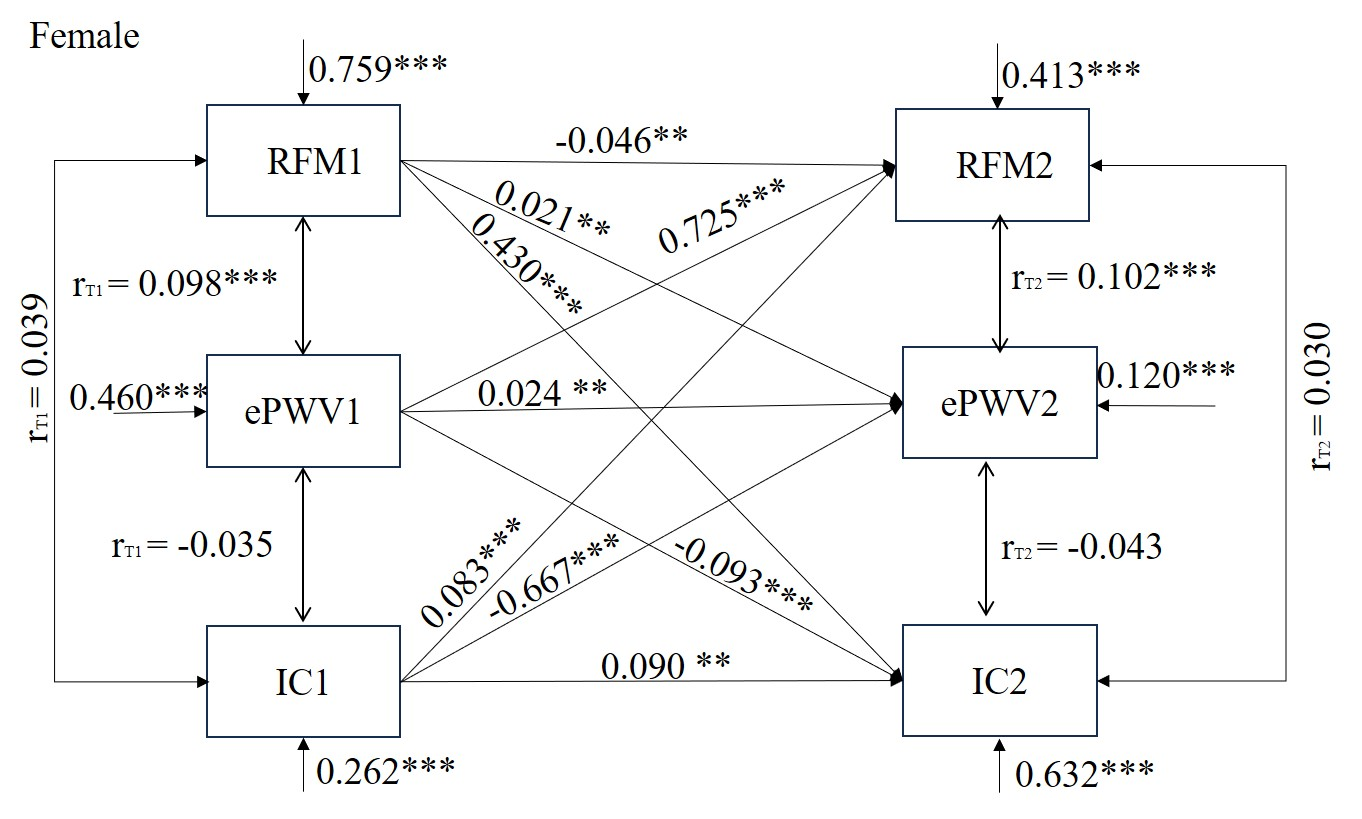 Female
0.759***
0.413***
RFM1
-0.046**
RFM2
0.021**
0.725***
0.430***
rT1 = 0.098***
rT2 = 0.102***
rT1 = 0.039
rT2 = 0.030
0.460***
ePWV1
0.024 **
ePWV2
0.120***
rT1 = -0.035
rT2 = -0.043
0.083***
-0.667***
-0.093***
IC1
0.090 **
IC2
0.262***
0.632***